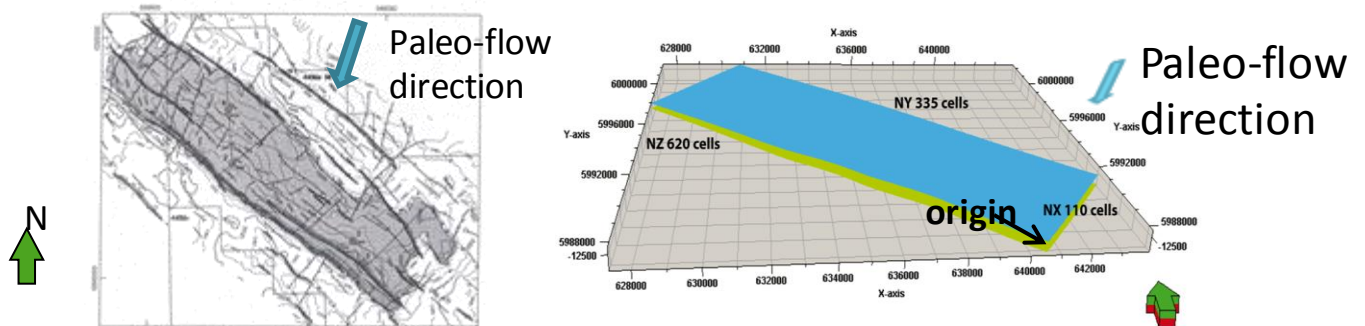 Paleo-flow
direction
N
X-axis
628000
632000
636000
640000
6000000
5996000
Y-axis
5992000
5988000
-12500
NY 335 cells
NZ 620 cells
NX 110 cells
origin
6000000
5996000
Y-axis
5992000
5988000
-12500
628000
630000
632000
634000
636000
638000
640000
642000
X-axis
Paleo-flow
direction